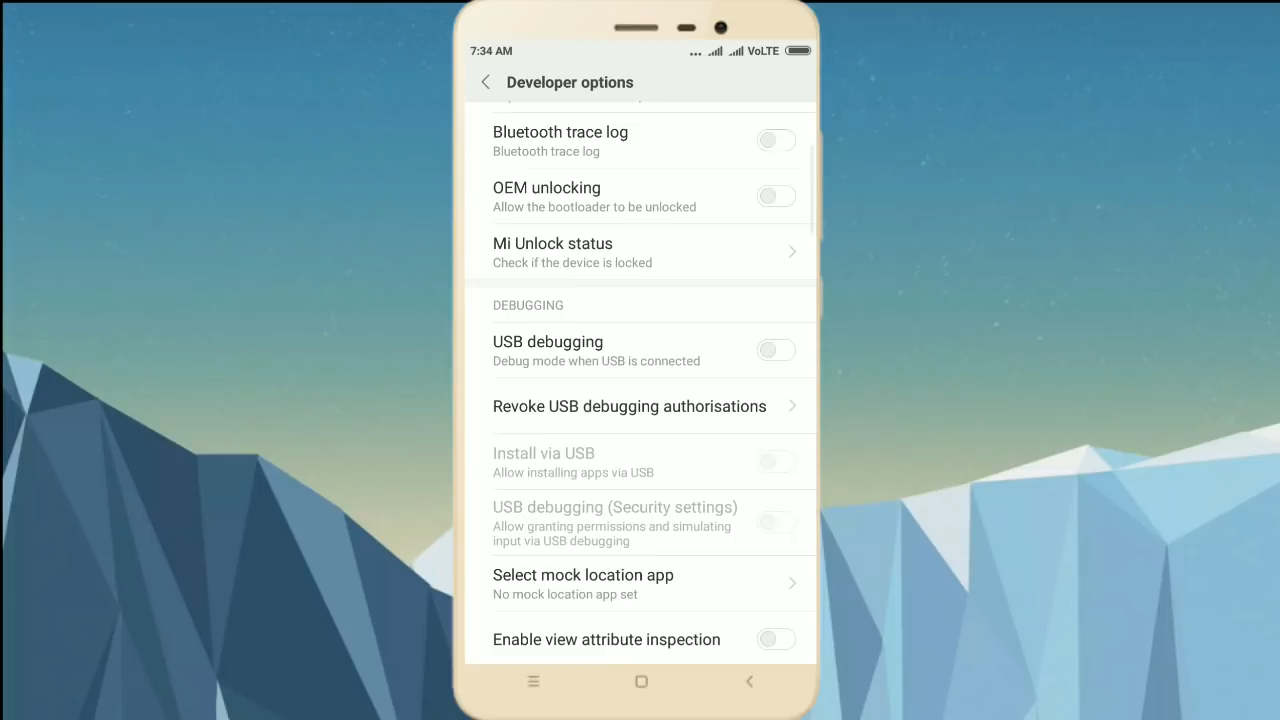 7:34 AM ... VoLTE
Developer options
Bluetooth trace log
Bluetooth trace log
OEM unlocking
Allow the bootloader to be unlocked
Mi Unlock status
Check if the device is locked
DEBUGGING
USB debugging
Debug mode when USB is connected
Revoke USB debugging authorisations
Install via USB
Allow installing apps via USB
USB debugging (Security settings)
Allow granting permissions and simulating
input via USB debugging
Select mock location app
No mock location app set
Enable view attribute inspection